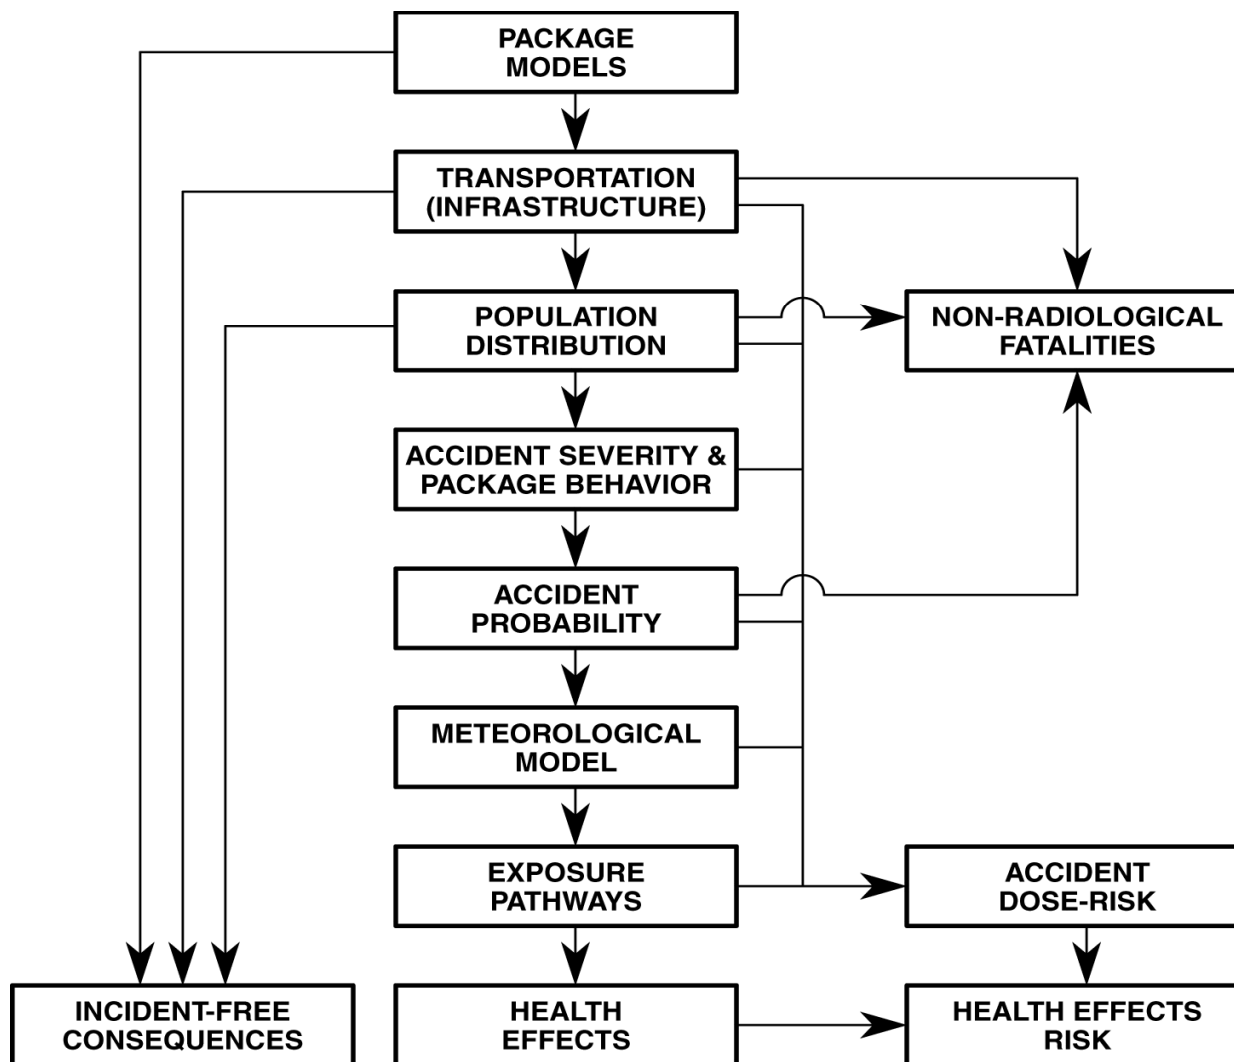 PACKAGE
MODELS
TRANSPORTATION
(INFRASTRUCTURE)
POPULATION
DISTRIBUTION
NON-RADIOLOGICAL
FATALITIES
ACCIDENT SEVERITY &
PACKAGE BEHAVIOR
ACCIDENT
PROBABILITY
METEOROLOGICAL
MODEL
EXPOSURE
PATHWAYS
ACCIDENT
DOSE-RISK
INCIDENT-FREE
CONSEQUENCES
HEALTH
EFFECTS
HEALTH EFFECTS
RISK